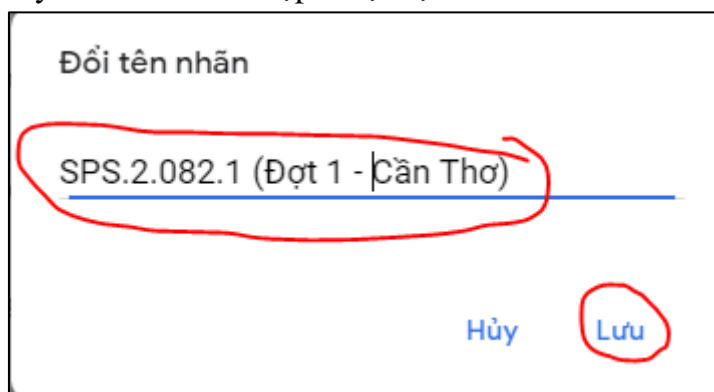 Đổi tên nhãn
SPS.2.082.1 (Đợt 1 - Cần Thơ)
Hủy Lưu